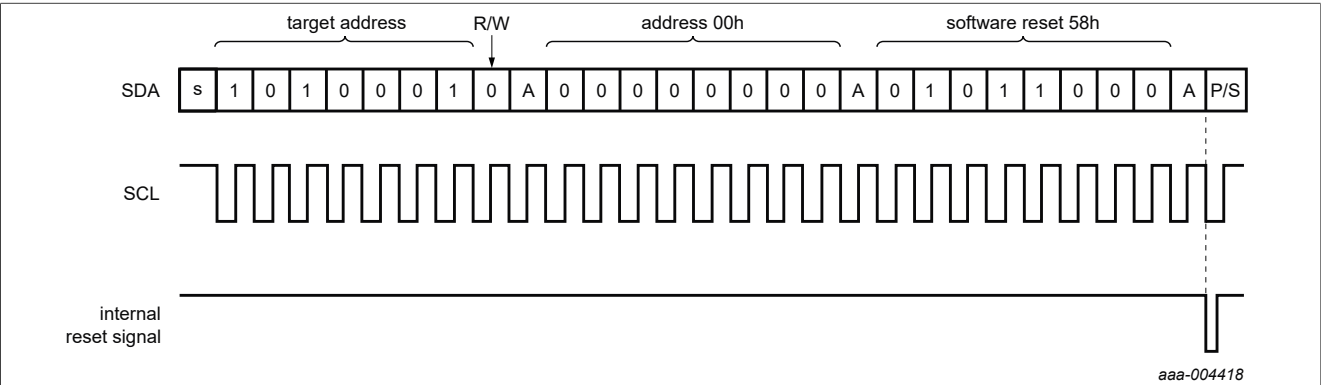 target address R/W address 00h software reset 58h
SDA s 1 0 1 0 0 0 1 0 A 0 0 0 0 0 0 0 0 A 0 1 0 1 1 0 0 0 A P/S
SCL
internal
reset signal
aaa-004418